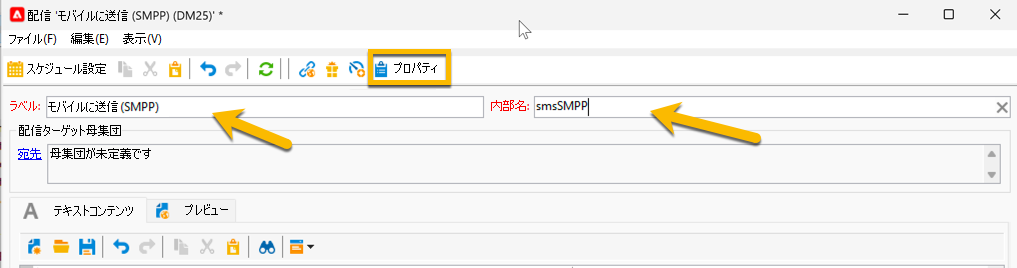 配信 'モバイルに送信 (SMPP) (DM25)' *
ファイル(F) 編集(E) 表示(V)
スケジュール設定 プロパティ
ラベル: モバイルに送信 (SMPP) 内部名: smsSMPP
配信ターゲット母集団
宛先 母集団が未定義です
A テキストコンテンツ プレビュー